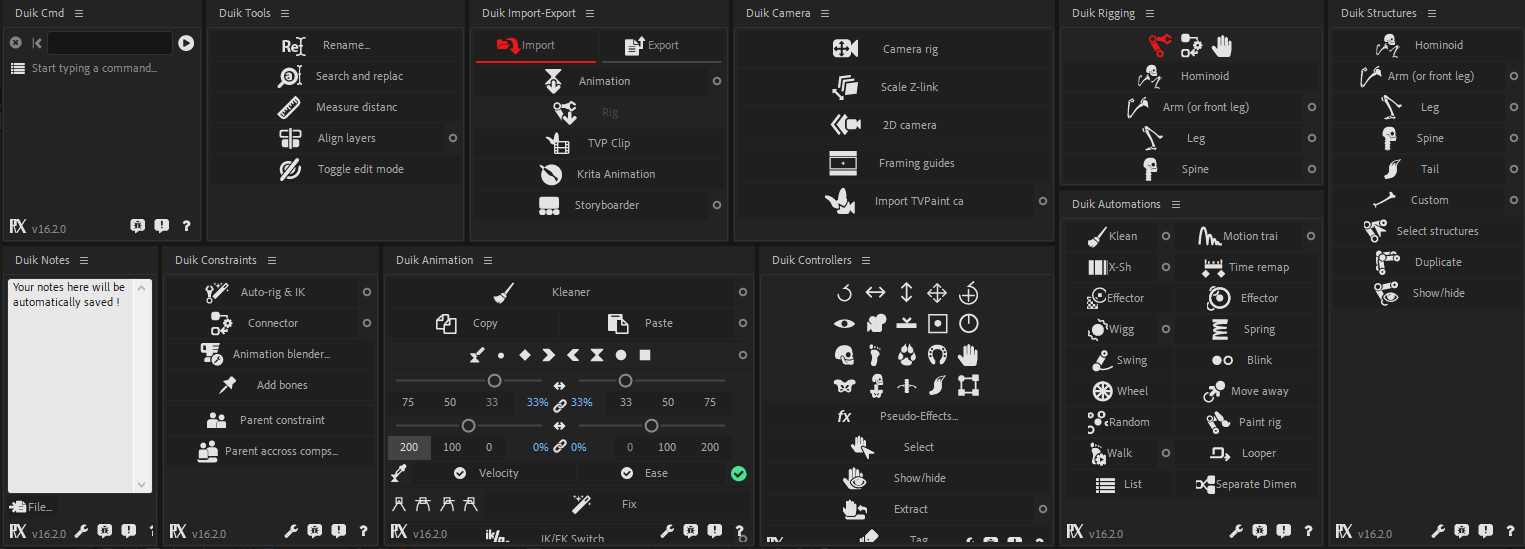 Duik Cmd
Start typing a command...
v16.2.0
Duik Tools
Rename...
Search and replac
Measure distanc
Align layers
Toggle edit mode
Duik Import-Export
Import
Export
Animation
Rig
TVP Clip
Krita Animation
Storyboarder
Duik Camera
Camera rig
Scale Z-link
2D camera
Framing guides
Import TVPaint ca
Duik Rigging
Hominoid
Arm (or front leg)
Leg
Spine
Duik Structures
Hominoid
Arm (or front leg)
Leg
Spine
Tail
Custom
Select structures
Duplicate
Show/hide
v16.2.0
Duik Notes
Your notes here will be
automatically saved !
File...
v16.2.0
Duik Constraints
Auto-rig & IK
Connector
Animation blender...
Add bones
Parent constraint
Parent accross comps...
v16.2.0
Duik Animation
Kleaner
Copy Paste
75 50 33 33% 33% 33 50 75
200 100 0 0% 0% 0 100 200
Velocity Ease
Fix
v16.2.0 IK/FK Switch
Duik Controllers
fx Pseudo-Effects...
Select
Show/hide
Extract
Tag
v16.2.0
Duik Automations
Klean Motion trai
X-Sh Time remap
Effector Effector
Wigg Spring
Swing Blink
Wheel Move away
Random Paint rig
Walk Looper
List Separate Dimen
v16.2.0